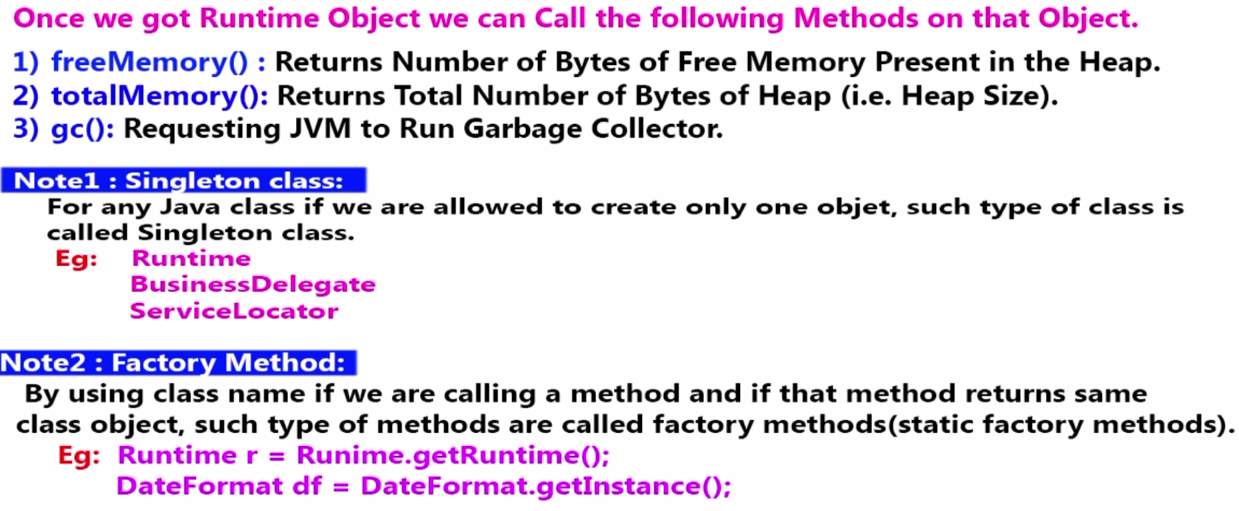 Once we got Runtime Object we can Call the following Methods on that Object.
1) freeMemory() : Returns Number of Bytes of Free Memory Present in the Heap.
2) totalMemory(): Returns Total Number of Bytes of Heap (i.e. Heap Size).
3) gc(): Requesting JVM to Run Garbage Collector.
Note1 : Singleton class:
For any Java class if we are allowed to create only one objet, such type of class is
called Singleton class.
Eg: Runtime
BusinessDelegate
ServiceLocator
Note2 : Factory Method:
By using class name if we are calling a method and if that method returns same
class object, such type of methods are called factory methods(static factory methods).
Eg: Runtime r = Runime.getRuntime();
DateFormat df = DateFormat.getInstance();